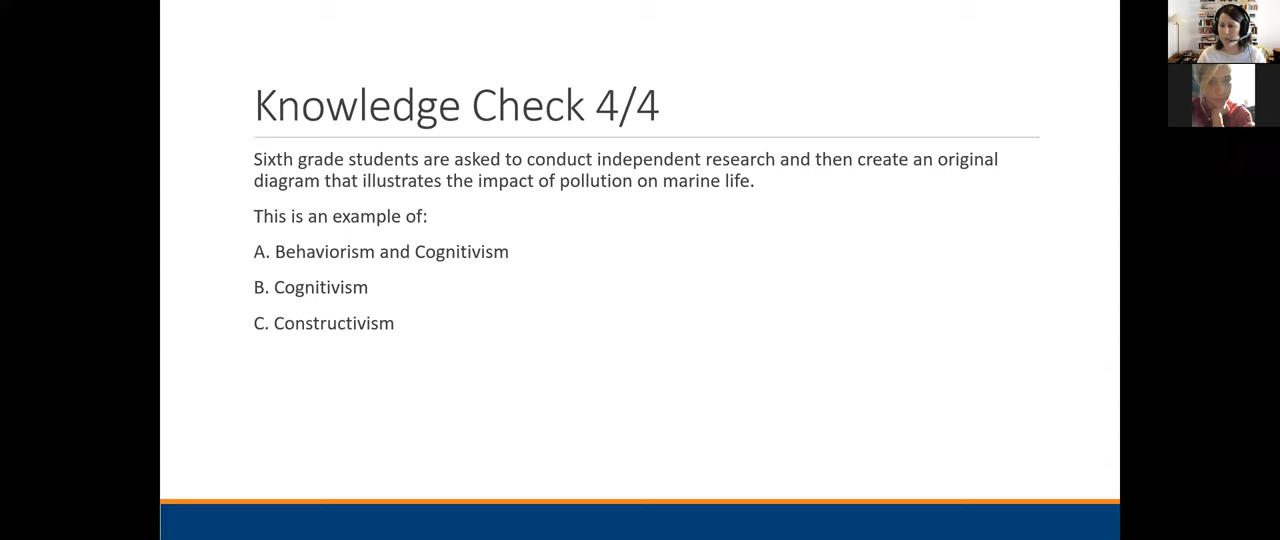 Knowledge Check 4/4
Sixth grade students are asked to conduct independent research and then create an original
diagram that illustrates the impact of pollution on marine life.
This is an example of:
A. Behaviorism and Cognitivism
B. Cognitivism
C. Constructivism